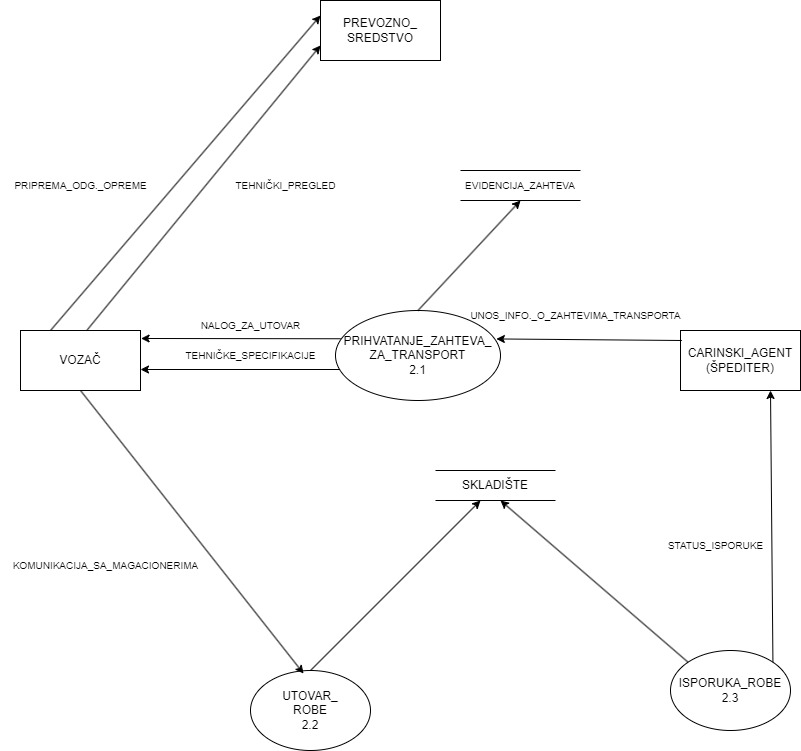 PREVOZNO_
SREDSTVO
PRIPREMA_ODG._OPREME
TEHNIČKI_PREGLED
EVIDENCIJA_ZAHTEVA
NALOG_ZA_UTOVAR
UNOS_INFO._O_ZAHTEVIMA_TRANSPORTA
VOZAČ
TEHNIČKE_SPECIFIKACIJE
PRIHVATANJE_ZAHTEVA_
ZA_TRANSPORT
2.1
CARINSKI_AGENT
(ŠPEDITER)
SKLADIŠTE
STATUS_ISPORUKE
KOMUNIKACIJA_SA_MAGACIONERIMA
UTOVAR_
ROBE
2.2
ISPORUKA_ROBE
2.3